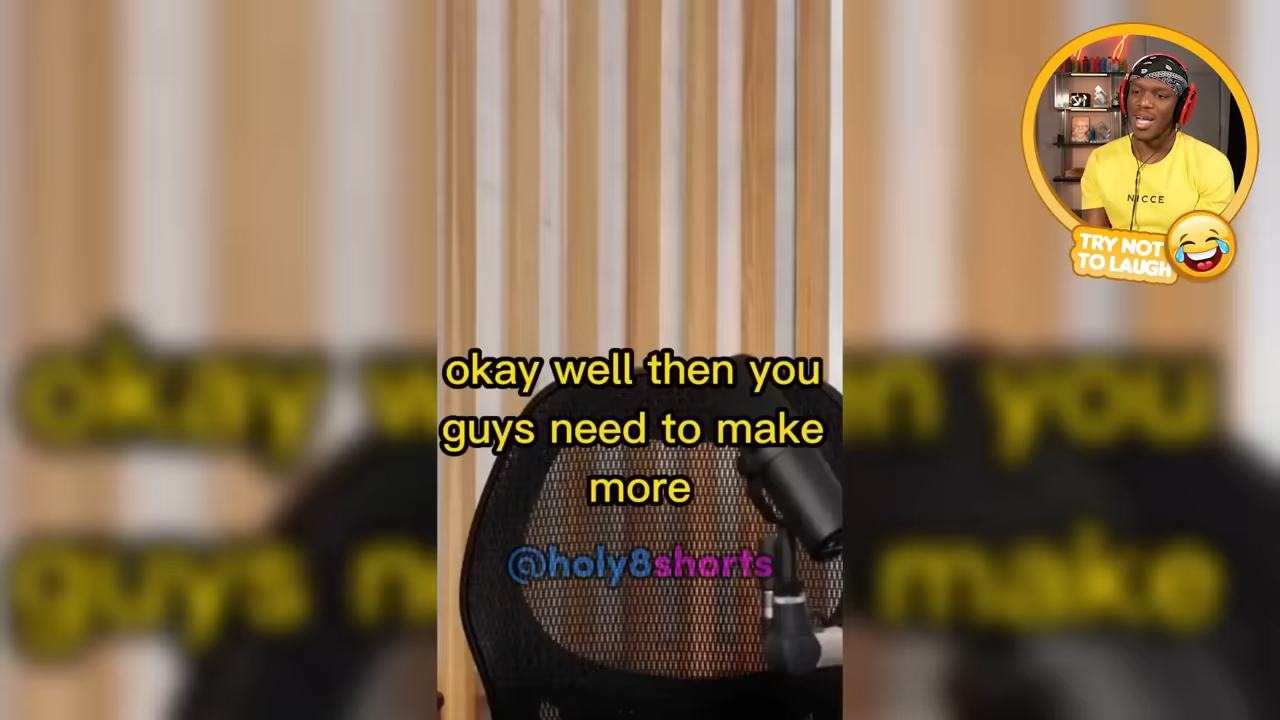 okay well then you
guys need to make
more
@holy8shorts
NICCE
TRY NOT
TO LAUGH